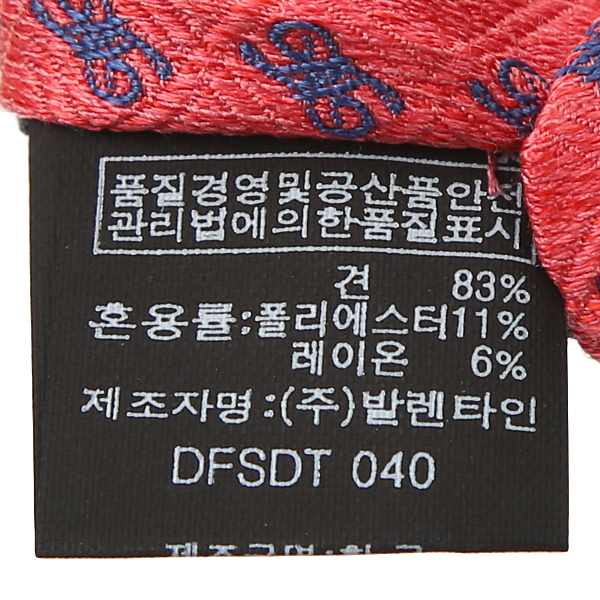 품질경영및공산품안전
관리법에의한품질표시
견 83%
혼용률:폴리에스터11%
레이온 6%
제조자명:(주)발렌타인
DFSDT 040